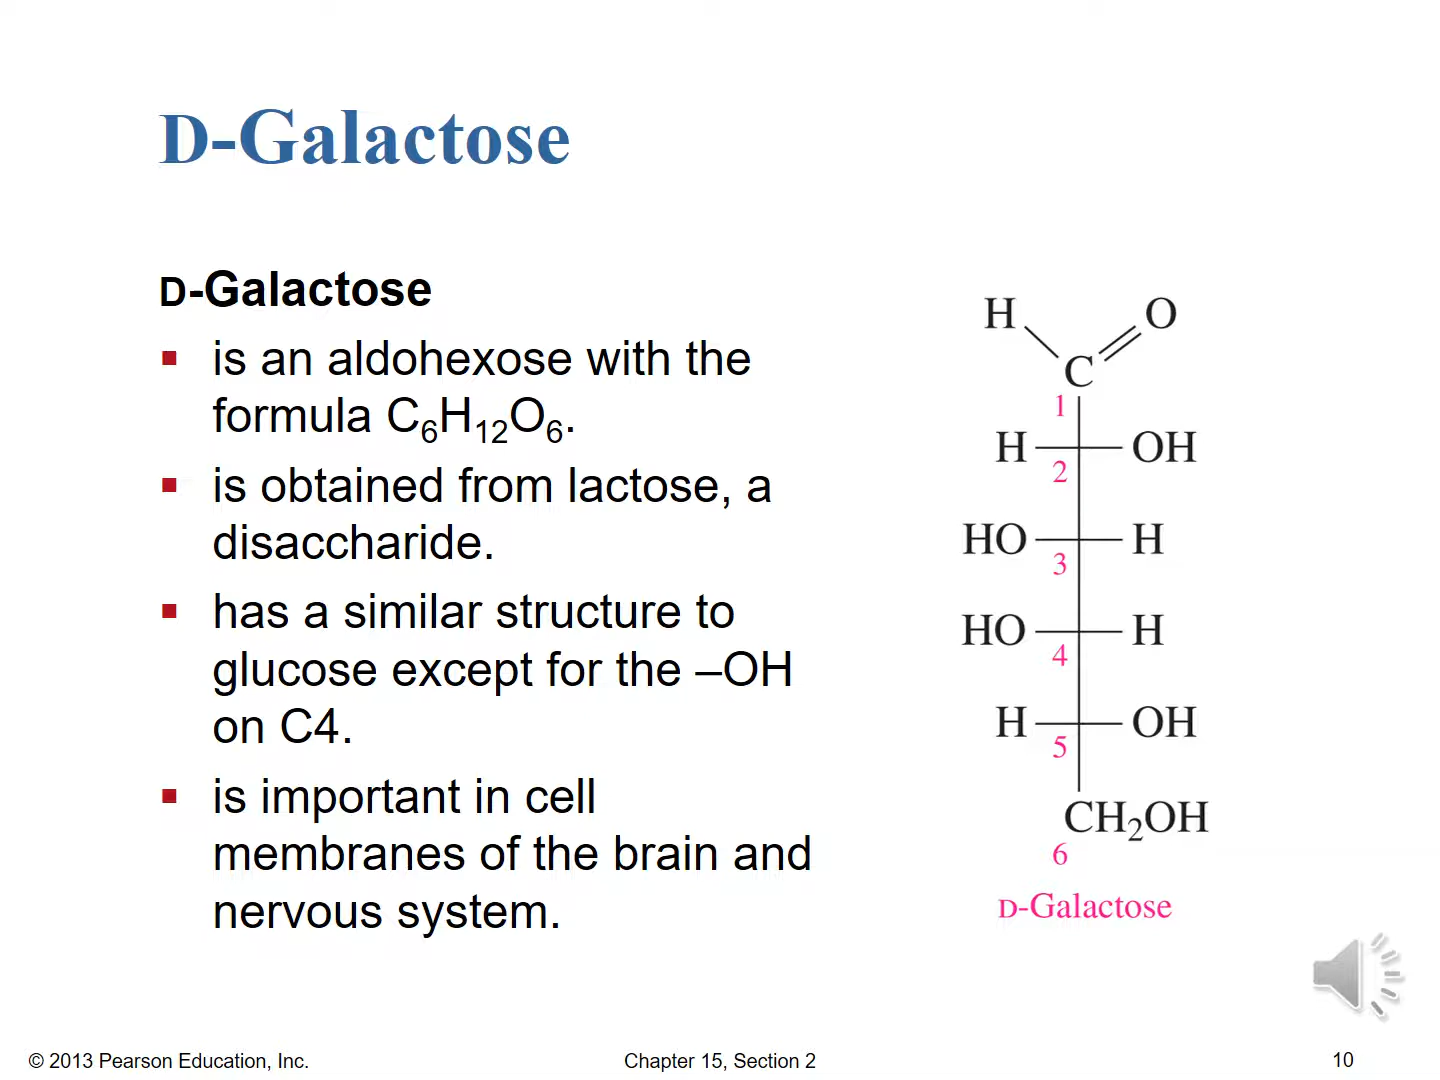 D-Galactose
D-Galactose
is an aldohexose with the
formula C₆H₁₂O₆.
is obtained from lactose, a
disaccharide.
has a similar structure to
glucose except for the –OH
on C4.
is important in cell
membranes of the brain and
nervous system.
H O
C
1
H OH
2
HO H
3
HO H
4
H OH
5
CH₂OH
6
D-Galactose
© 2013 Pearson Education, Inc. Chapter 15, Section 2 10